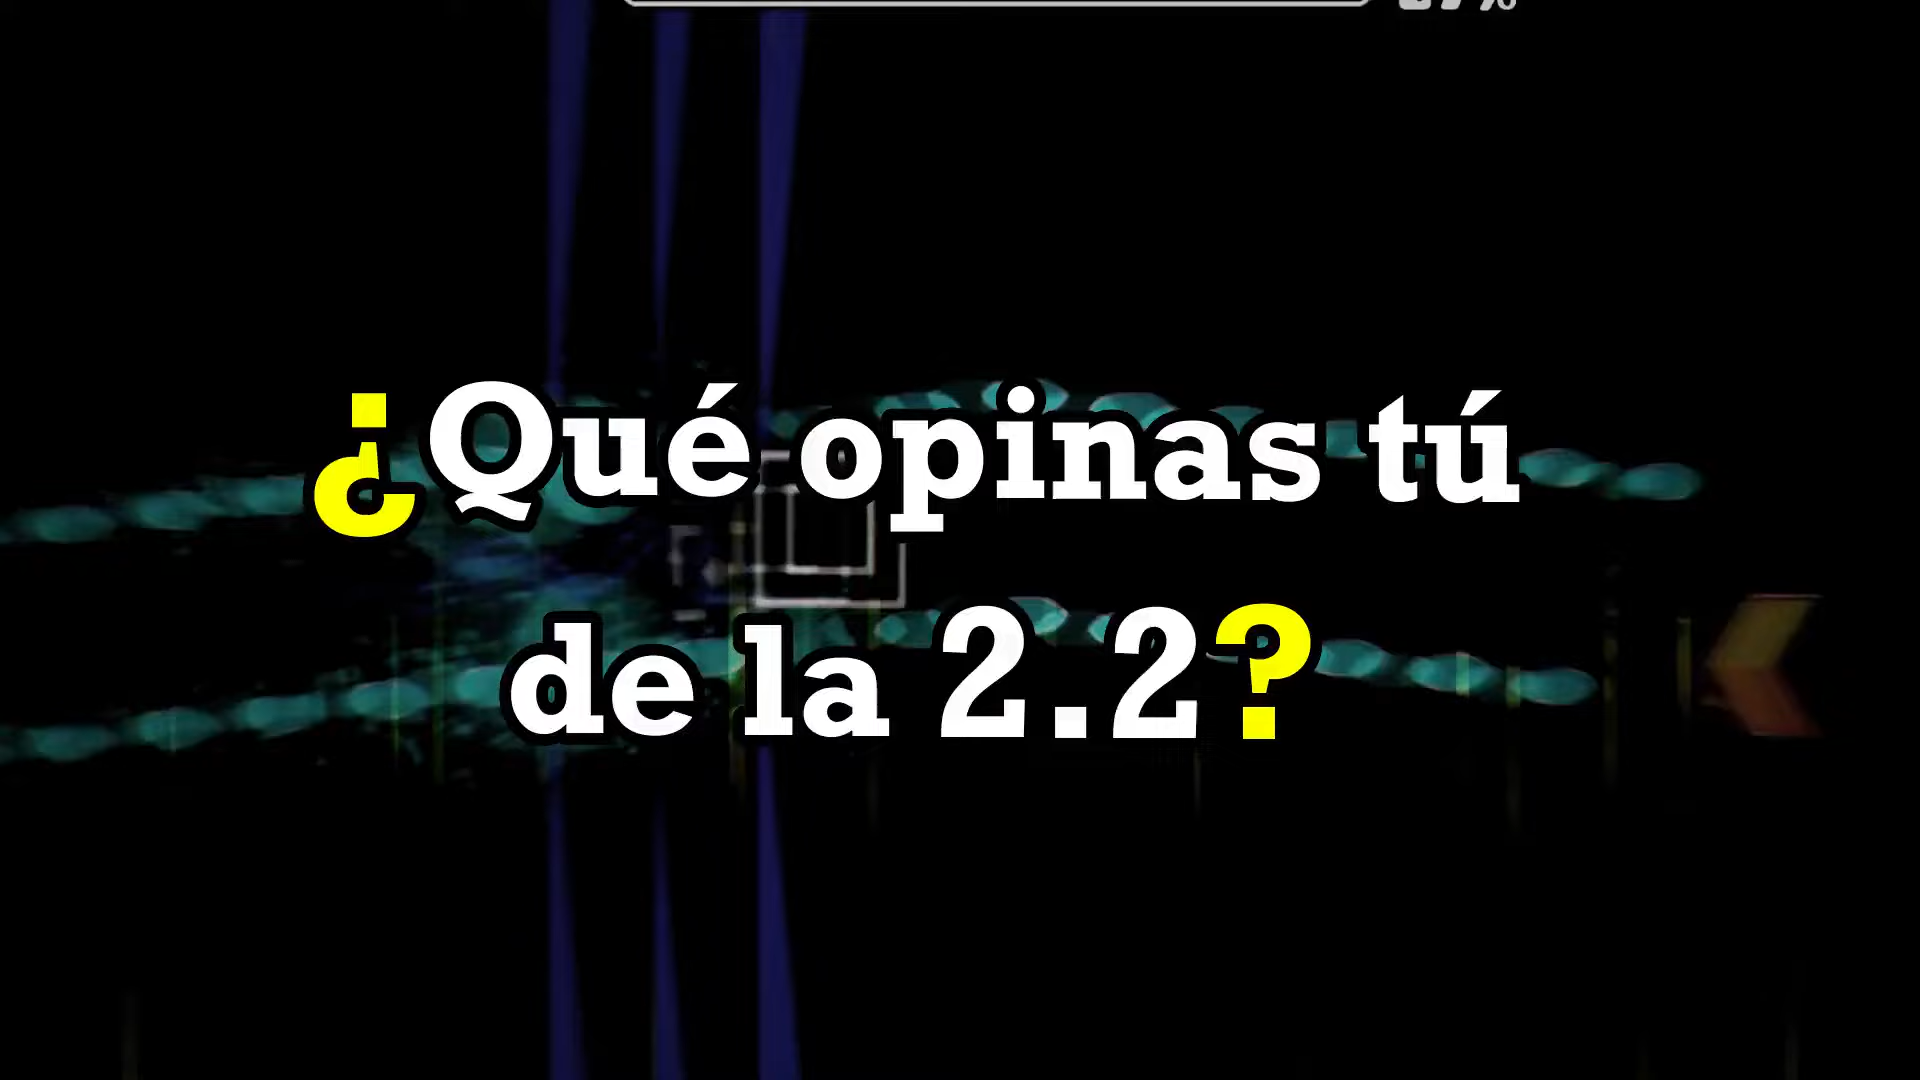 ¿Qué opinas tú
de la 2.2?